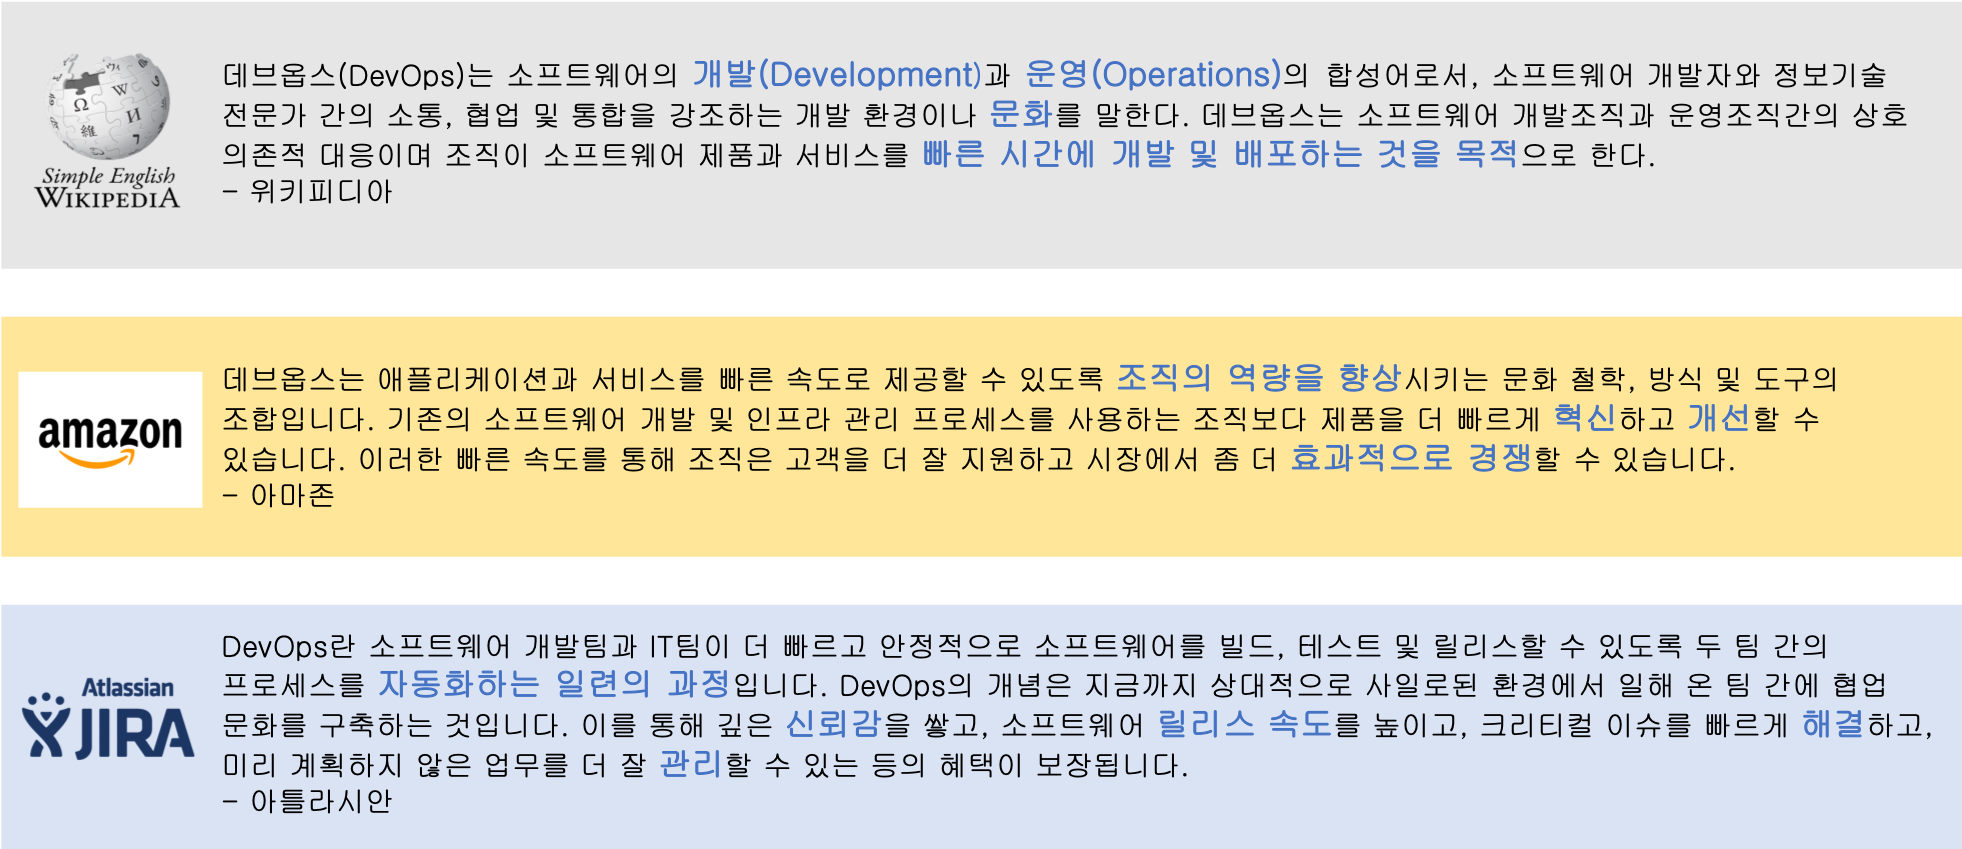 데브옵스(DevOps)는 소프트웨어의 개발(Development)과 운영(Operations)의 합성어로서, 소프트웨어 개발자와 정보기술
전문가 간의 소통, 협업 및 통합을 강조하는 개발 환경이나 문화를 말한다. 데브옵스는 소프트웨어 개발조직과 운영조직간의 상호
의존적 대응이며 조직이 소프트웨어 제품과 서비스를 빠른 시간에 개발 및 배포하는 것을 목적으로 한다.
- 위키피디아
Ω W
維 И
7
Simple English
WIKIPEDIA
데브옵스는 애플리케이션과 서비스를 빠른 속도로 제공할 수 있도록 조직의 역량을 향상시키는 문화 철학, 방식 및 도구의
조합입니다. 기존의 소프트웨어 개발 및 인프라 관리 프로세스를 사용하는 조직보다 제품을 더 빠르게 혁신하고 개선할 수
있습니다. 이러한 빠른 속도를 통해 조직은 고객을 더 잘 지원하고 시장에서 좀 더 효과적으로 경쟁할 수 있습니다.
- 아마존
amazon
DevOps란 소프트웨어 개발팀과 IT팀이 더 빠르고 안정적으로 소프트웨어를 빌드, 테스트 및 릴리스할 수 있도록 두 팀 간의
프로세스를 자동화하는 일련의 과정입니다. DevOps의 개념은 지금까지 상대적으로 사일로된 환경에서 일해 온 팀 간에 협업
문화를 구축하는 것입니다. 이를 통해 깊은 신뢰감을 쌓고, 소프트웨어 릴리스 속도를 높이고, 크리티컬 이슈를 빠르게 해결하고,
미리 계획하지 않은 업무를 더 잘 관리할 수 있는 등의 혜택이 보장됩니다.
- 아틀라시안
Atlassian
JIRA